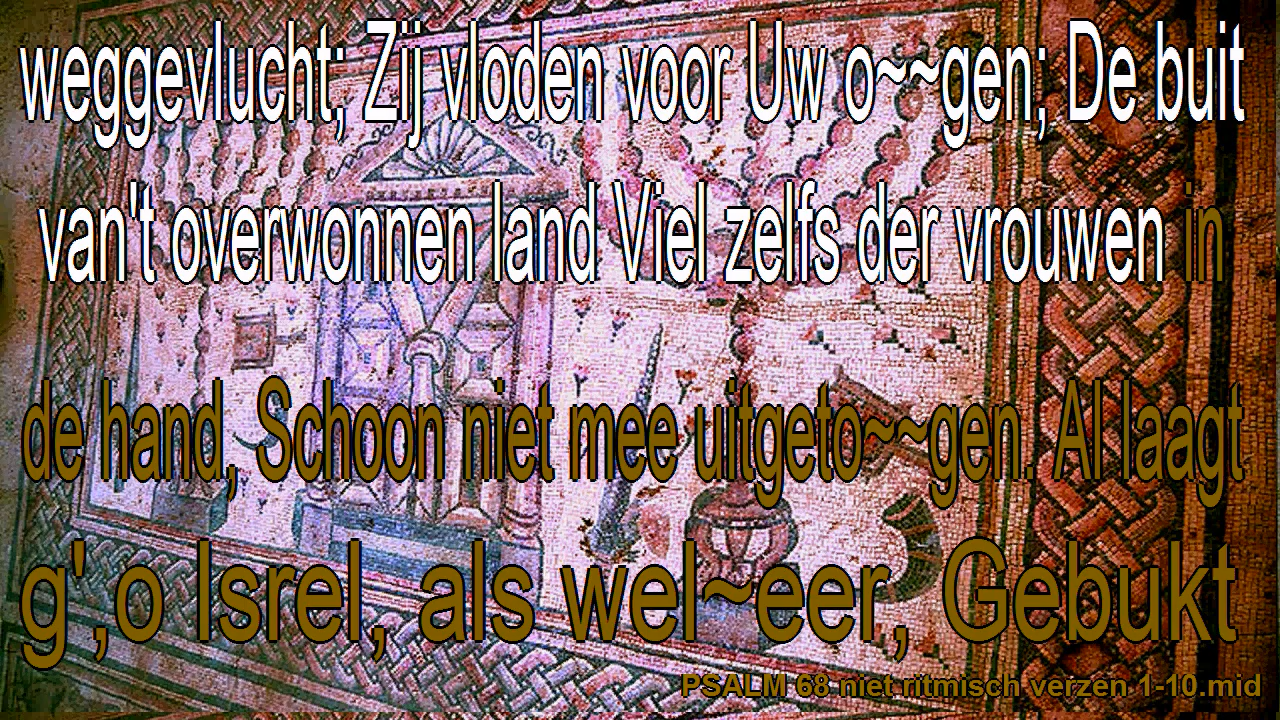 weggevlucht; Zij vloden voor Uw o~~gen; De buit
van't overwonnen land Viel zelfs der vrouwen in
de hand, Schoon niet mee uitgeto~~gen. Al laagt
g',o Isrel, als wel~eer, Gebukt
PSALM 68 niet ritmisch verzen 1-10.mid